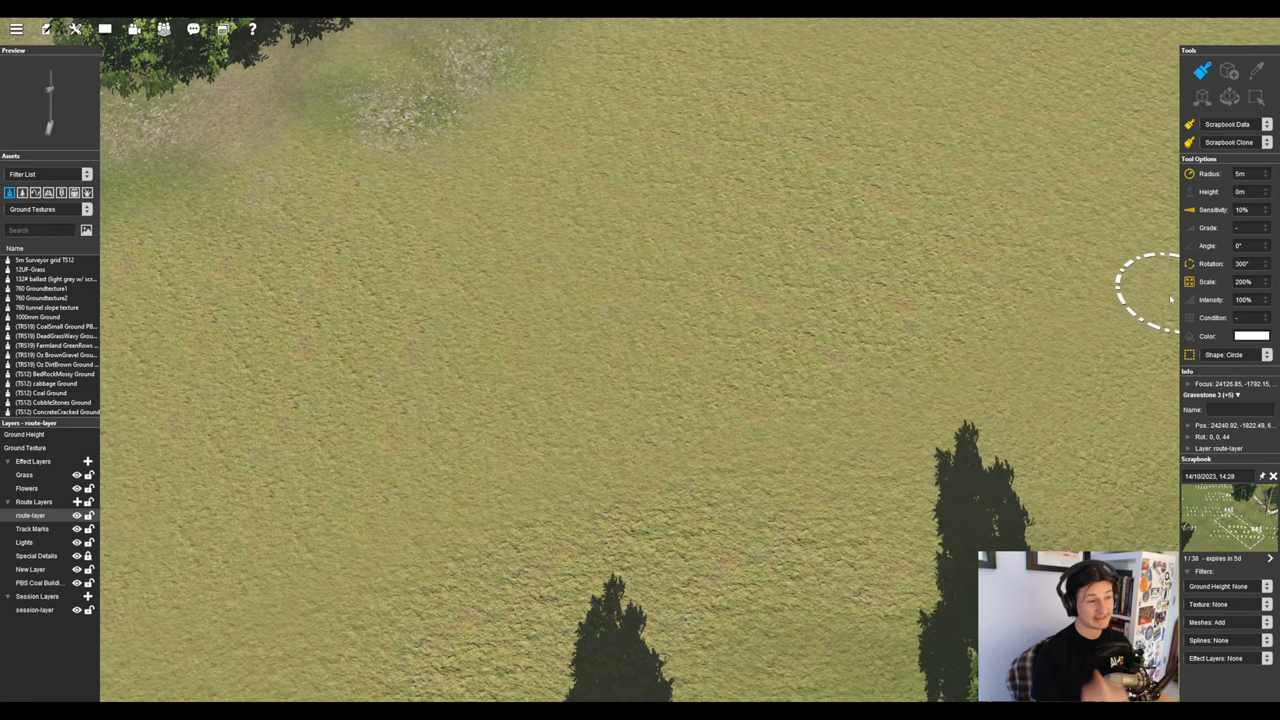 ?
Preview
Tools
Scrapbook Data
Scrapbook Clone
Assets
Tool Options
Filter List
Radius: 5m
Height: 0m
Ground Textures
Sensitivity: 10%
Search
Grade: -
Name
Angle: 0°
5m Surveyor grid TS12
Rotation: 300°
12UF-Grass
132# ballast (light grey w/ scr...
Scale: 200%
760 Groundtexture1
760 Groundtexture2
Intensity: 100%
760 tunnel slope texture
1000mm Ground
Condition: -
(TRS19) CoalSmall Ground PB...
(TRS19) DeadGrassWavy Grou...
Color:
(TRS19) Farmland GreenRows ...
(TRS19) Oz BrownGravel Grou...
Shape: Circle
(TRS19) Oz DirtBrown Ground ...
(TS12) BedRockMossy Ground
Info
(TS12) cabbage Ground
Focus: 24126.85, -1792.15, ...
(TS12) Coal Ground
Gravestone 3 (+5)
(TS12) CobbleStones Ground
(TS12) ConcreteCracked Ground
Name:
Layers - route-layer
Pos.: 24240.92, -1822.49, 6...
Ground Height
Rot.: 0, 0, 44
Ground Texture
Layer: route-layer
Effect Layers
Scrapbook
Grass
14/10/2023, 14:28
Flowers
Route Layers
route-layer
Track Marks
Lights
Special Details
1 / 38 - expires in 5d
New Layer
Filters:
PBS Coal Buildi...
Ground Height: None
Session Layers
Texture: None
session-layer
Meshes: Add
Splines: None
Effect Layers: None